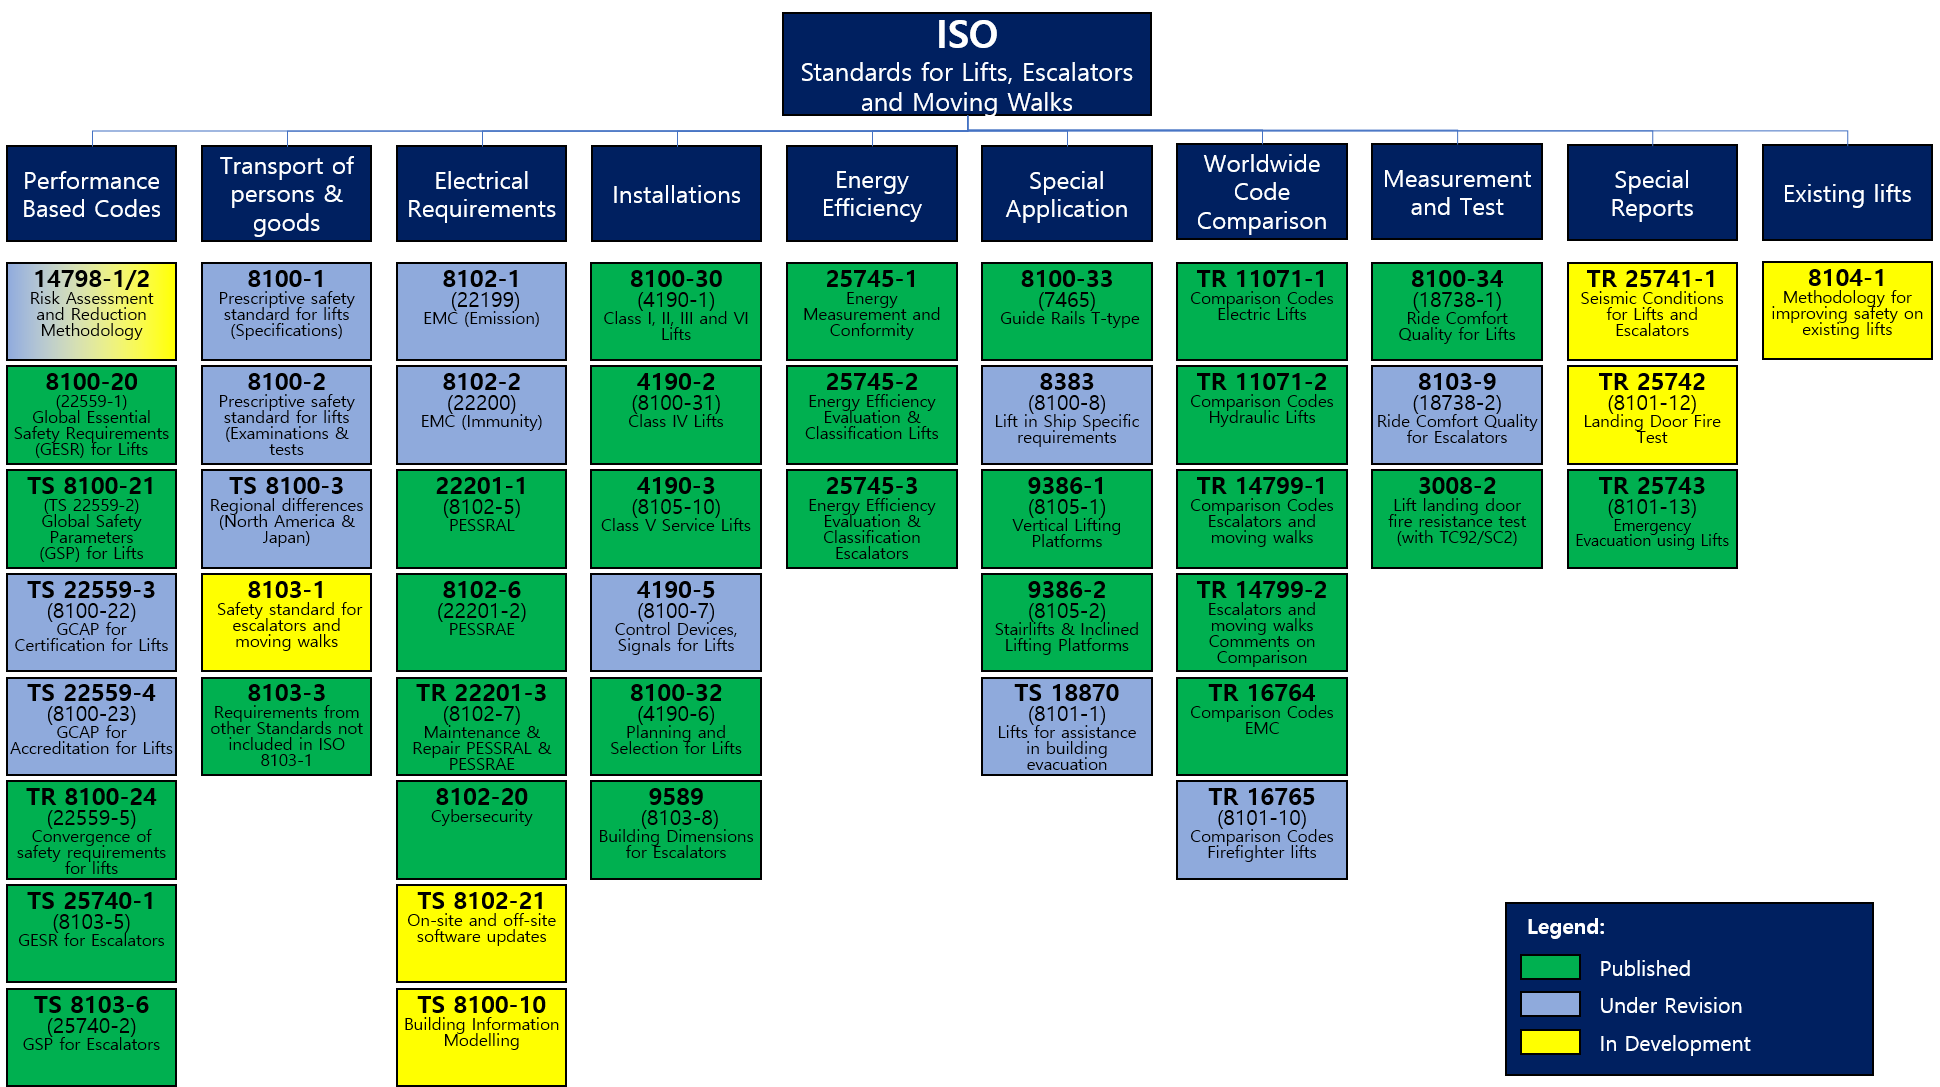 ISO
Standards for Lifts, Escalators
and Moving Walks
Performance
Based Codes
14798-1/2
Risk Assessment
and Reduction
Methodology
8100-20
(22559-1)
Global Essential
Safety Requirements
(GESR) for Lifts
TS 8100-21
(TS 22559-2)
Global Safety
Parameters
(GSP) for Lifts
TS 22559-3
(8100-22)
GCAP for
Certification for Lifts
TS 22559-4
(8100-23)
GCAP for
Accreditation for Lifts
TR 8100-24
(22559-5)
Convergence of
safety requirements
for lifts
TS 25740-1
(8103-5)
GESR for Escalators
TS 8103-6
(25740-2)
GSP for Escalators
Transport of
persons &
goods
8100-1
Prescriptive safety
standard for lifts
(Specifications)
8100-2
Prescriptive safety
standard for lifts
(Examinations &
tests
TS 8100-3
Regional differences
(North America &
Japan)
8103-1
Safety standard for
escalators and
moving walks
8103-3
Requirements from
other Standards not
included in ISO
8103-1
Electrical
Requirements
8102-1
(22199)
EMC (Emission)
8102-2
(22200)
EMC (Immunity)
22201-1
(8102-5)
PESSRAL
8102-6
(22201-2)
PESSRAE
TR 22201-3
(8102-7)
Maintenance &
Repair PESSRAL &
PESSRAE
8102-20
Cybersecurity
TS 8102-21
On-site and off-site
software updates
TS 8100-10
Building Information
Modelling
Installations
8100-30
(4190-1)
Class I, II, III and VI
Lifts
4190-2
(8100-31)
Class IV Lifts
4190-3
(8105-10)
Class V Service Lifts
4190-5
(8100-7)
Control Devices,
Signals for Lifts
8100-32
(4190-6)
Planning and
Selection for Lifts
9589
(8103-8)
Building Dimensions
for Escalators
Energy
Efficiency
25745-1
Energy
Measurement and
Conformity
25745-2
Energy Efficiency
Evaluation &
Classification Lifts
25745-3
Energy Efficiency
Evaluation &
Classification
Escalators
Special
Application
8100-33
(7465)
Guide Rails T-type
8383
(8100-8)
Lift in Ship Specific
requirements
9386-1
(8105-1)
Vertical Lifting
Platforms
9386-2
(8105-2)
Stairlifts & Inclined
Lifting Platforms
TS 18870
(8101-1)
Lifts for assistance
in building
evacuation
Worldwide
Code
Comparison
TR 11071-1
Comparison Codes
Electric Lifts
TR 11071-2
Comparison Codes
Hydraulic Lifts
TR 14799-1
Comparison Codes
Escalators and
moving walks
TR 14799-2
Escalators and
moving walks
Comments on
Comparison
TR 16764
Comparison Codes
EMC
TR 16765
(8101-10)
Comparison Codes
Firefighter lifts
Measurement
and Test
8100-34
(18738-1)
Ride Comfort
Quality for Lifts
8103-9
(18738-2)
Ride Comfort Quality
for Escalators
3008-2
Lift landing door
fire resistance test
(with TC92/SC2)
Special
Reports
TR 25741-1
Seismic Conditions
for Lifts and
Escalators
TR 25742
(8101-12)
Landing Door Fire
Test
TR 25743
(8101-13)
Emergency
Evacuation using Lifts
Existing lifts
8104-1
Methodology for
improving safety on
existing lifts
Legend:
Published
Under Revision
In Development